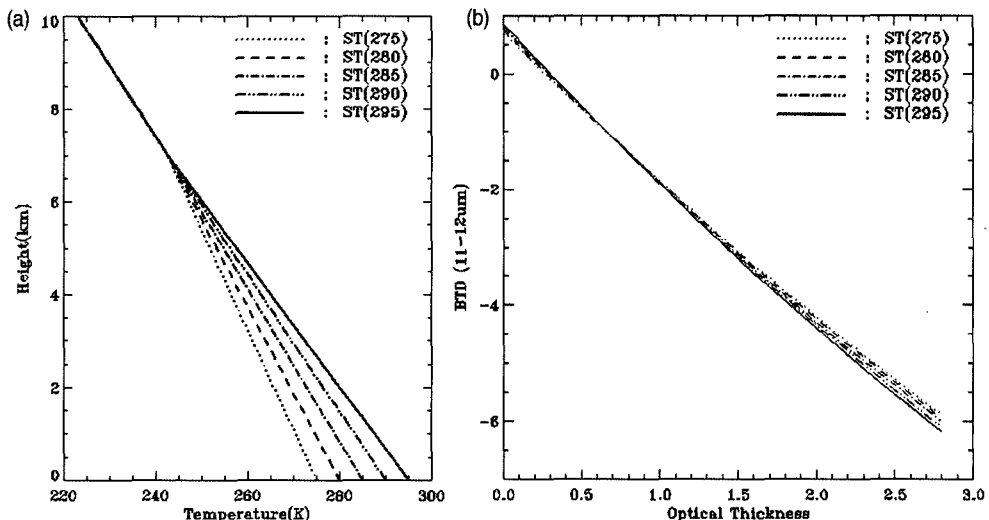 (a)
10
8
6
4
2
0
Height(km)
220 240 260 280 300
Temperature(K)
: ST(275)
: ST(280)
: ST(285)
: ST(290)
: ST(295)
(b)
0
-2
-4
-6
BTD (11-12um)
0.0 0.5 1.0 1.5 2.0 2.5 3.0
Optical Thickness
: ST(275)
: ST(280)
: ST(285)
: ST(290)
: ST(295)